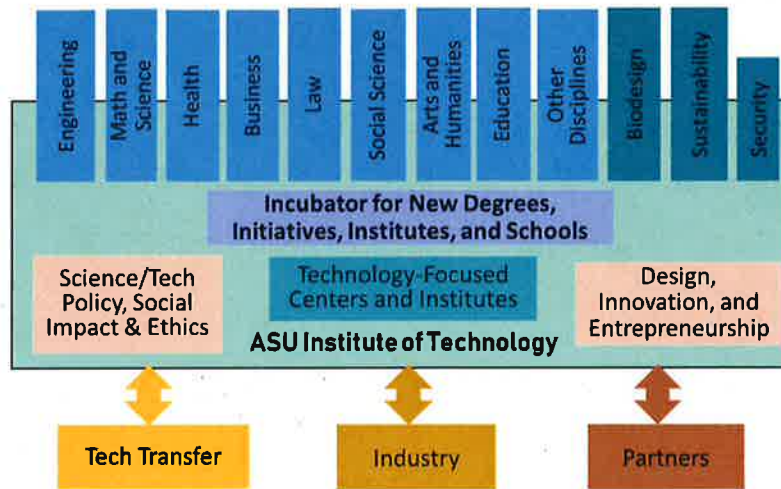 Engineering
Math and
Science
Health
Business
Law
Social Science
Arts and
Humanities
Education
Other
Disciplines
Biodesign
Sustainability
Security
Incubator for New Degrees,
Initiatives, Institutes, and Schools
Science/Tech
Policy, Social
Impact & Ethics
Technology-Focused
Centers and Institutes
Design,
Innovation, and
Entrepreneurship
ASU Institute of Technology
Tech Transfer
Industry
Partners